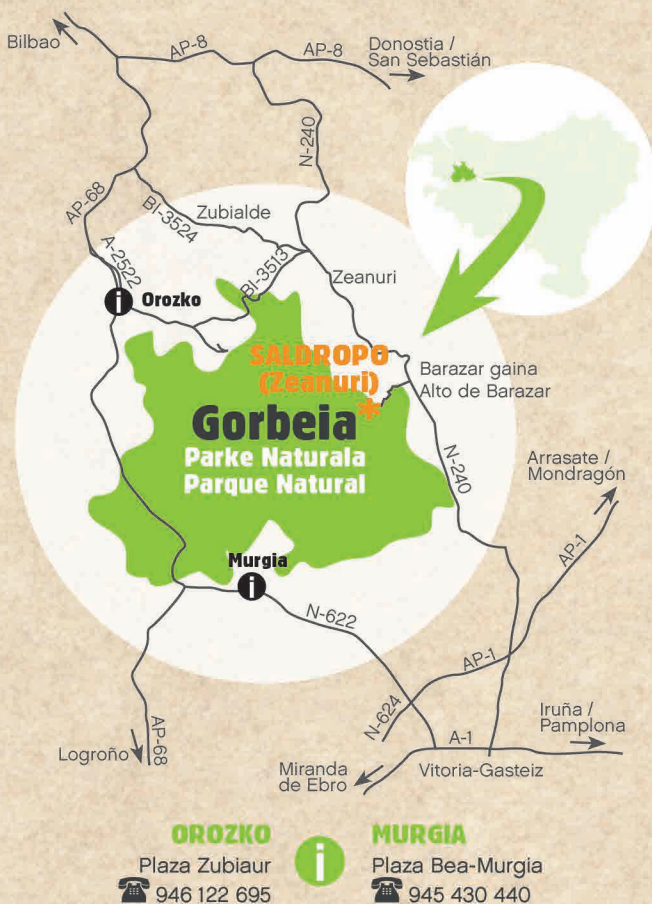 Bilbao
AP-8
AP-8
Donostia /
San Sebastián
N-240
AP-68
BI-3524
Zubialde
A-2522
BI-3513
Zeanuri
i
Orozko
SALDROPO
(Zeanuri)
*
Gorbeia
Parke Naturala
Parque Natural
Barazar gaina
Alto de Barazar
N-240
Arrasate /
Mondragón
AP-1
Murgia
i
N-622
AP-1
N-624
AP-68
Logroño
Iruña /
Pamplona
A-1
Miranda
de Ebro
Vitoria-Gasteiz
OROZKO
Plaza Zubiaur
946 122 695
i
MURGIA
Plaza Bea-Murgia
945 430 440